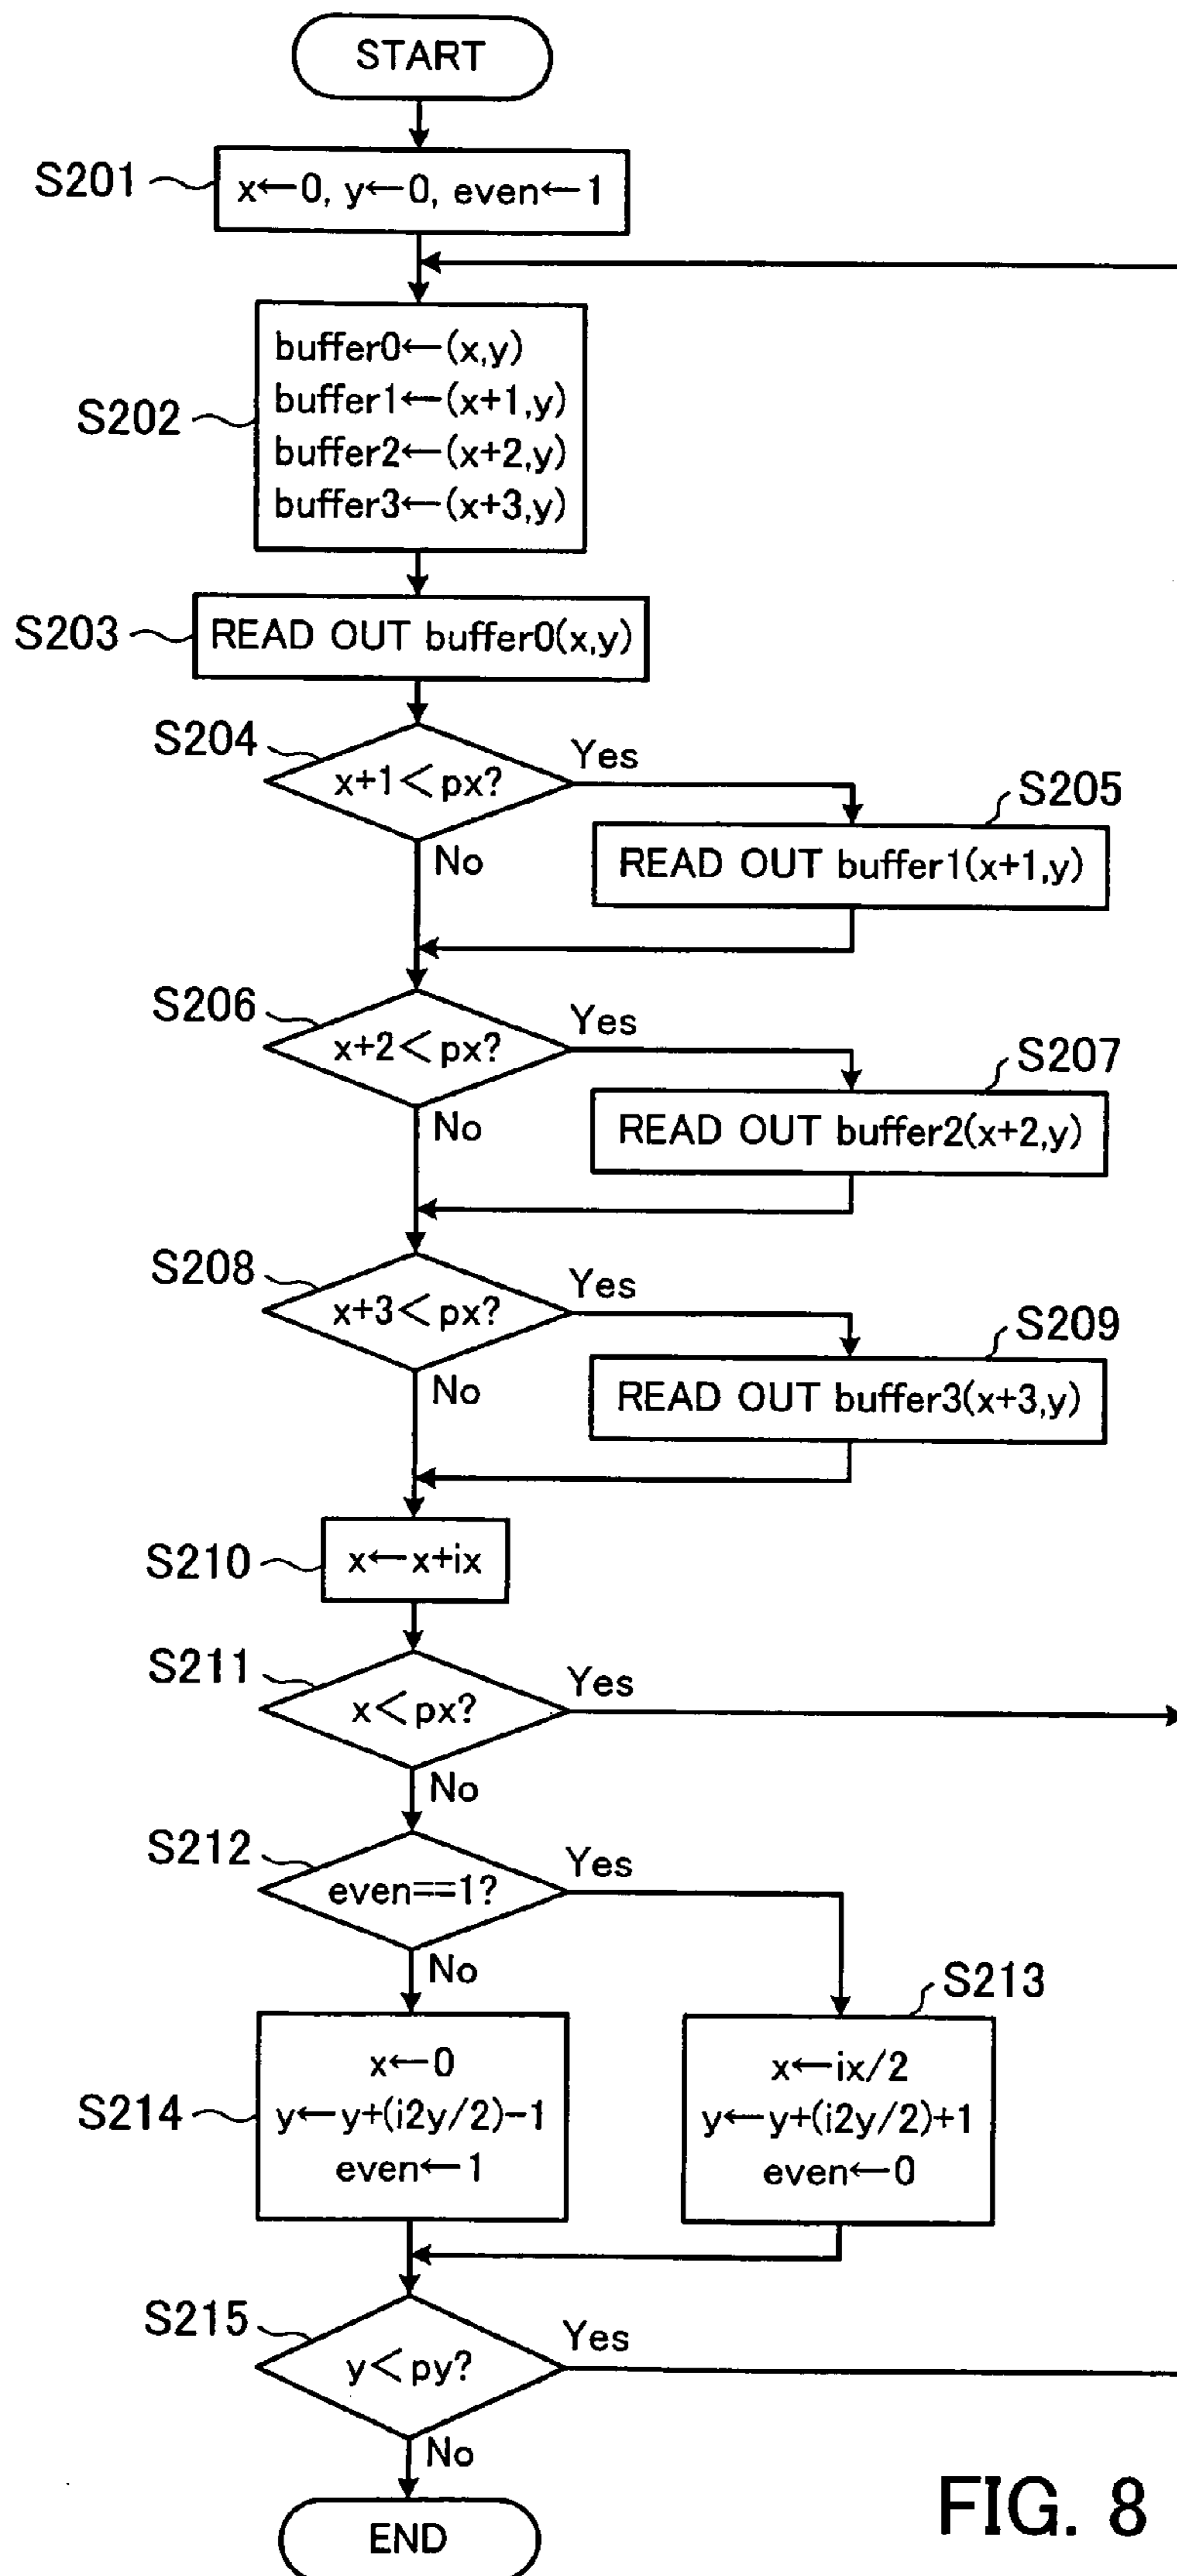 START
S201
x←0, y←0, even←1
S202
buffer0←(x,y)
buffer1←(x+1,y)
buffer2←(x+2,y)
buffer3←(x+3,y)
S203
READ OUT buffer0(x,y)
S204
x+1<px?
Yes
No
S205
READ OUT buffer1(x+1,y)
S206
x+2<px?
Yes
No
S207
READ OUT buffer2(x+2,y)
S208
x+3<px?
Yes
No
S209
READ OUT buffer3(x+3,y)
S210
x←x+ix
S211
x<px?
Yes
No
S212
even==1?
Yes
No
S213
x←ix/2
y←y+(i2y/2)+1
even←0
S214
x←0
y←y+(i2y/2)-1
even←1
S215
y<py?
Yes
No
END
FIG. 8